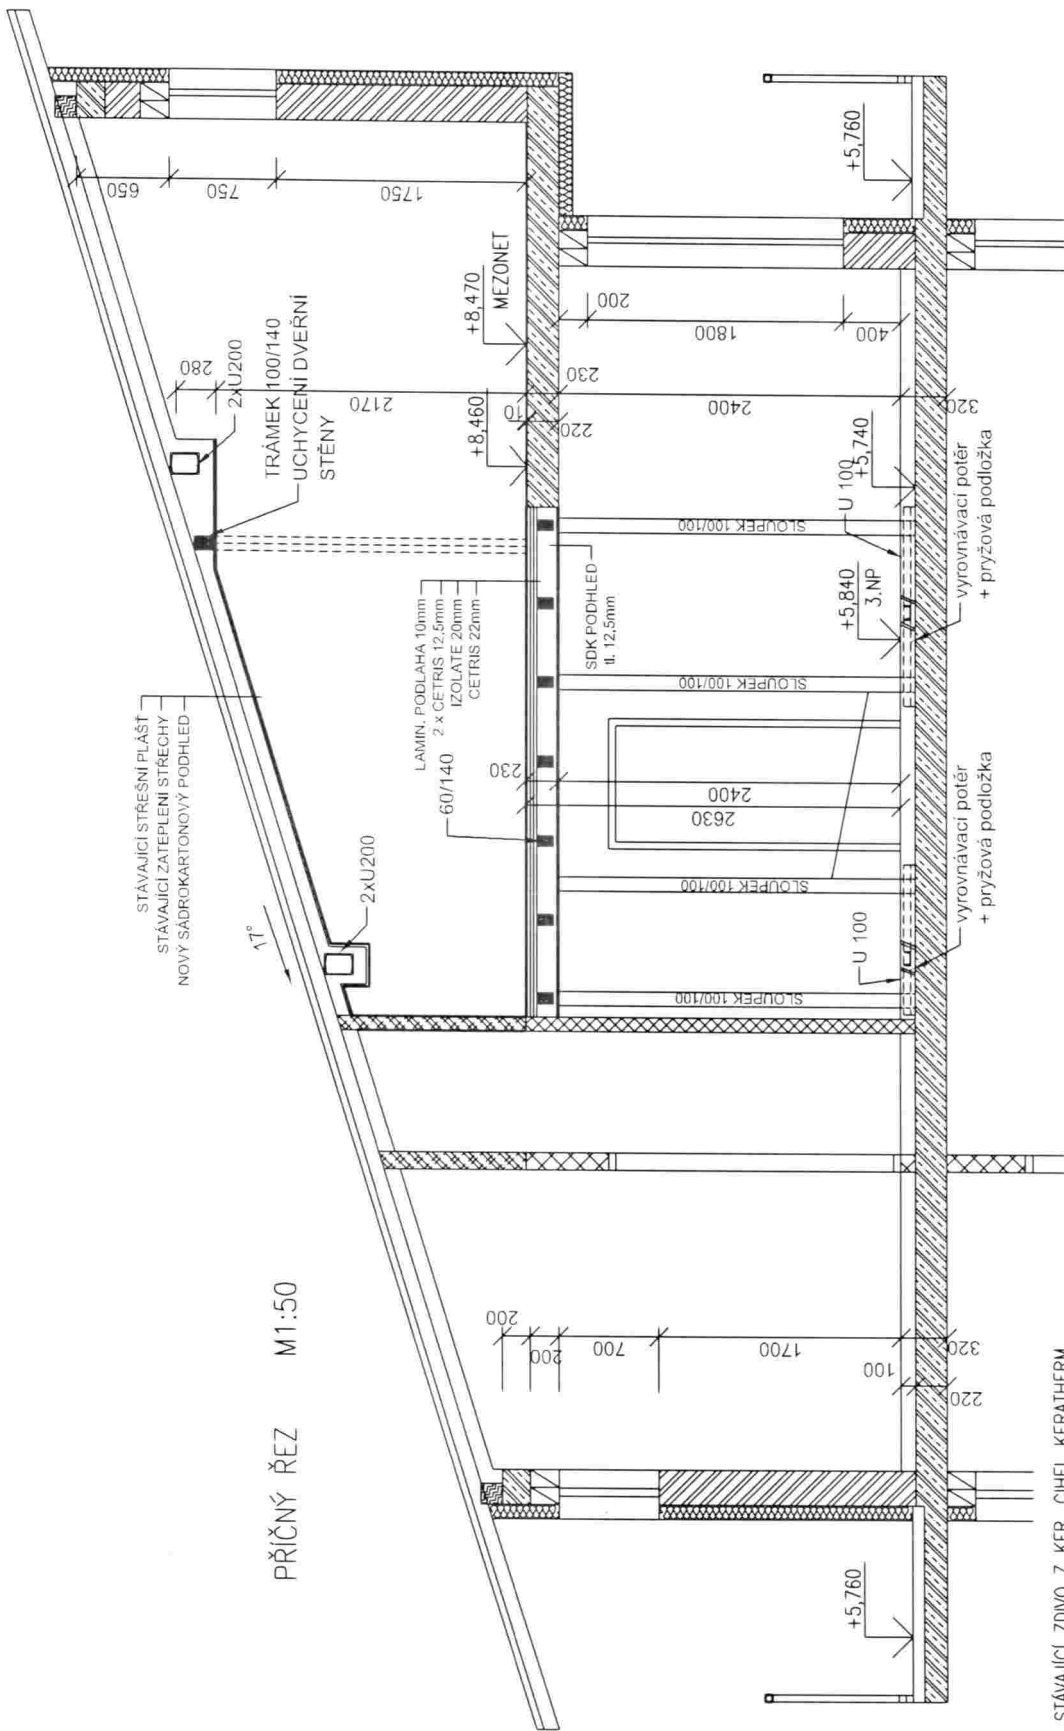 PŘÍČNÝ ŘEZ M1:50
STÁVAJÍCÍ STŘEŠNÍ PLÁŠŤ
STÁVAJÍCÍ ZATEPLENÍ STŘECHY
NOVÝ SÁDROKARTONOVÝ PODHLED
17°
2xU200
2xU200
280
TRÁMEK 100/140
UCHYCENÍ DVEŘNÍ
STĚNY
650
750
1750
2170
LAMIN. PODLAHA 10mm
2 x CETRIS 12,5mm
IZOLATE 20mm
CETRIS 22mm
60/140
+8,460
+8,470
MEZONET
10
220
230
230
SDK PODHLED
tl. 12,5mm
SLOUPEK 100/100
SLOUPEK 100/100
SLOUPEK 100/100
SLOUPEK 100/100
2400
2630
2400
200
1800
400
320
U 100
U 100
+5,840
3.NP
+5,740
+5,760
+5,760
vyrovnávací potěr
+ pryžová podložka
vyrovnávací potěr
+ pryžová podložka
200
200
700
1700
100
320
220
STÁVAJÍCÍ ZDIVO Z KER. CIHEL KERATHERM